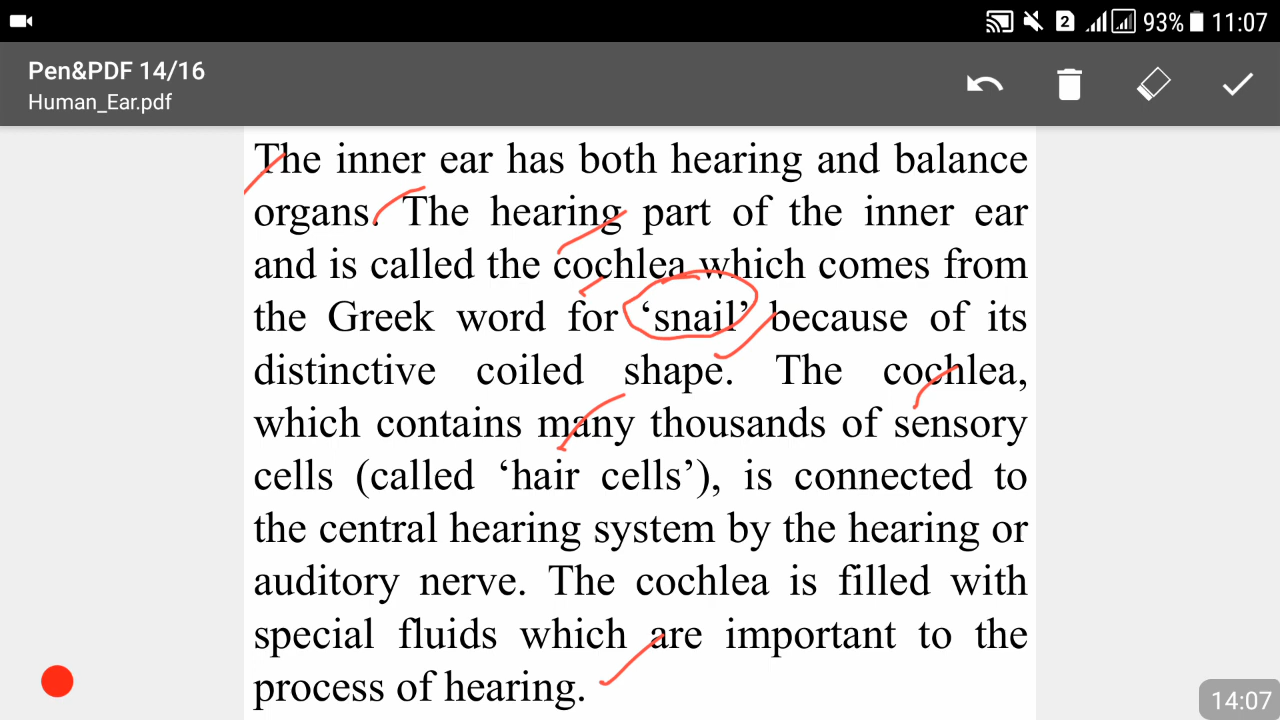 2 93% 11:07
Pen&PDF 14/16
Human_Ear.pdf
The inner ear has both hearing and balance
organs. The hearing part of the inner ear
and is called the cochlea which comes from
the Greek word for ‘snail’ because of its
distinctive coiled shape. The cochlea,
which contains many thousands of sensory
cells (called ‘hair cells’), is connected to
the central hearing system by the hearing or
auditory nerve. The cochlea is filled with
special fluids which are important to the
process of hearing.
14:07